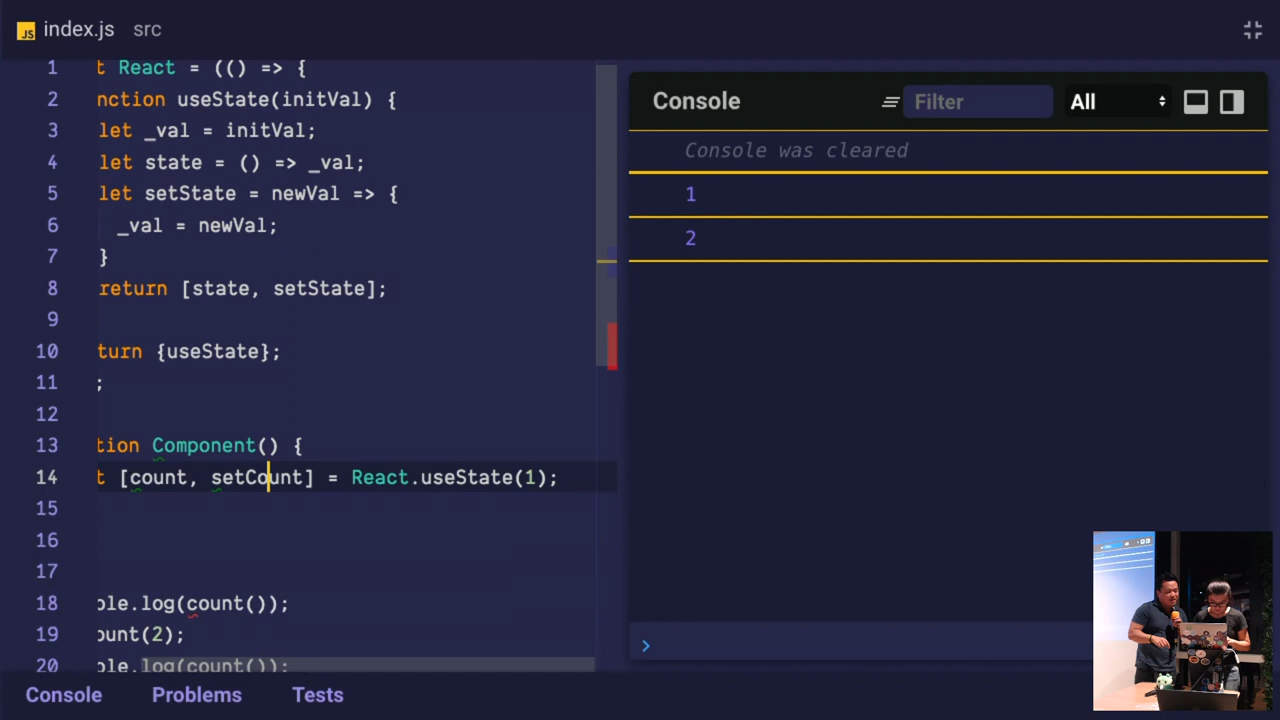 JS index.js src
1 t React = (() => {
2 nction useState(initVal) {
3 let _val = initVal;
4 let state = () => _val;
5 let setState = newVal => {
6 _val = newVal;
7 }
8 return [state, setState];
9
10 turn {useState};
11 ;
12
13 tion Component() {
14 t [count, setCount] = React.useState(1);
15
16
17
18 ole.log(count());
19 ount(2);
20 ole.log(count());
Console Filter All
Console was cleared
1
2
Console Problems Tests